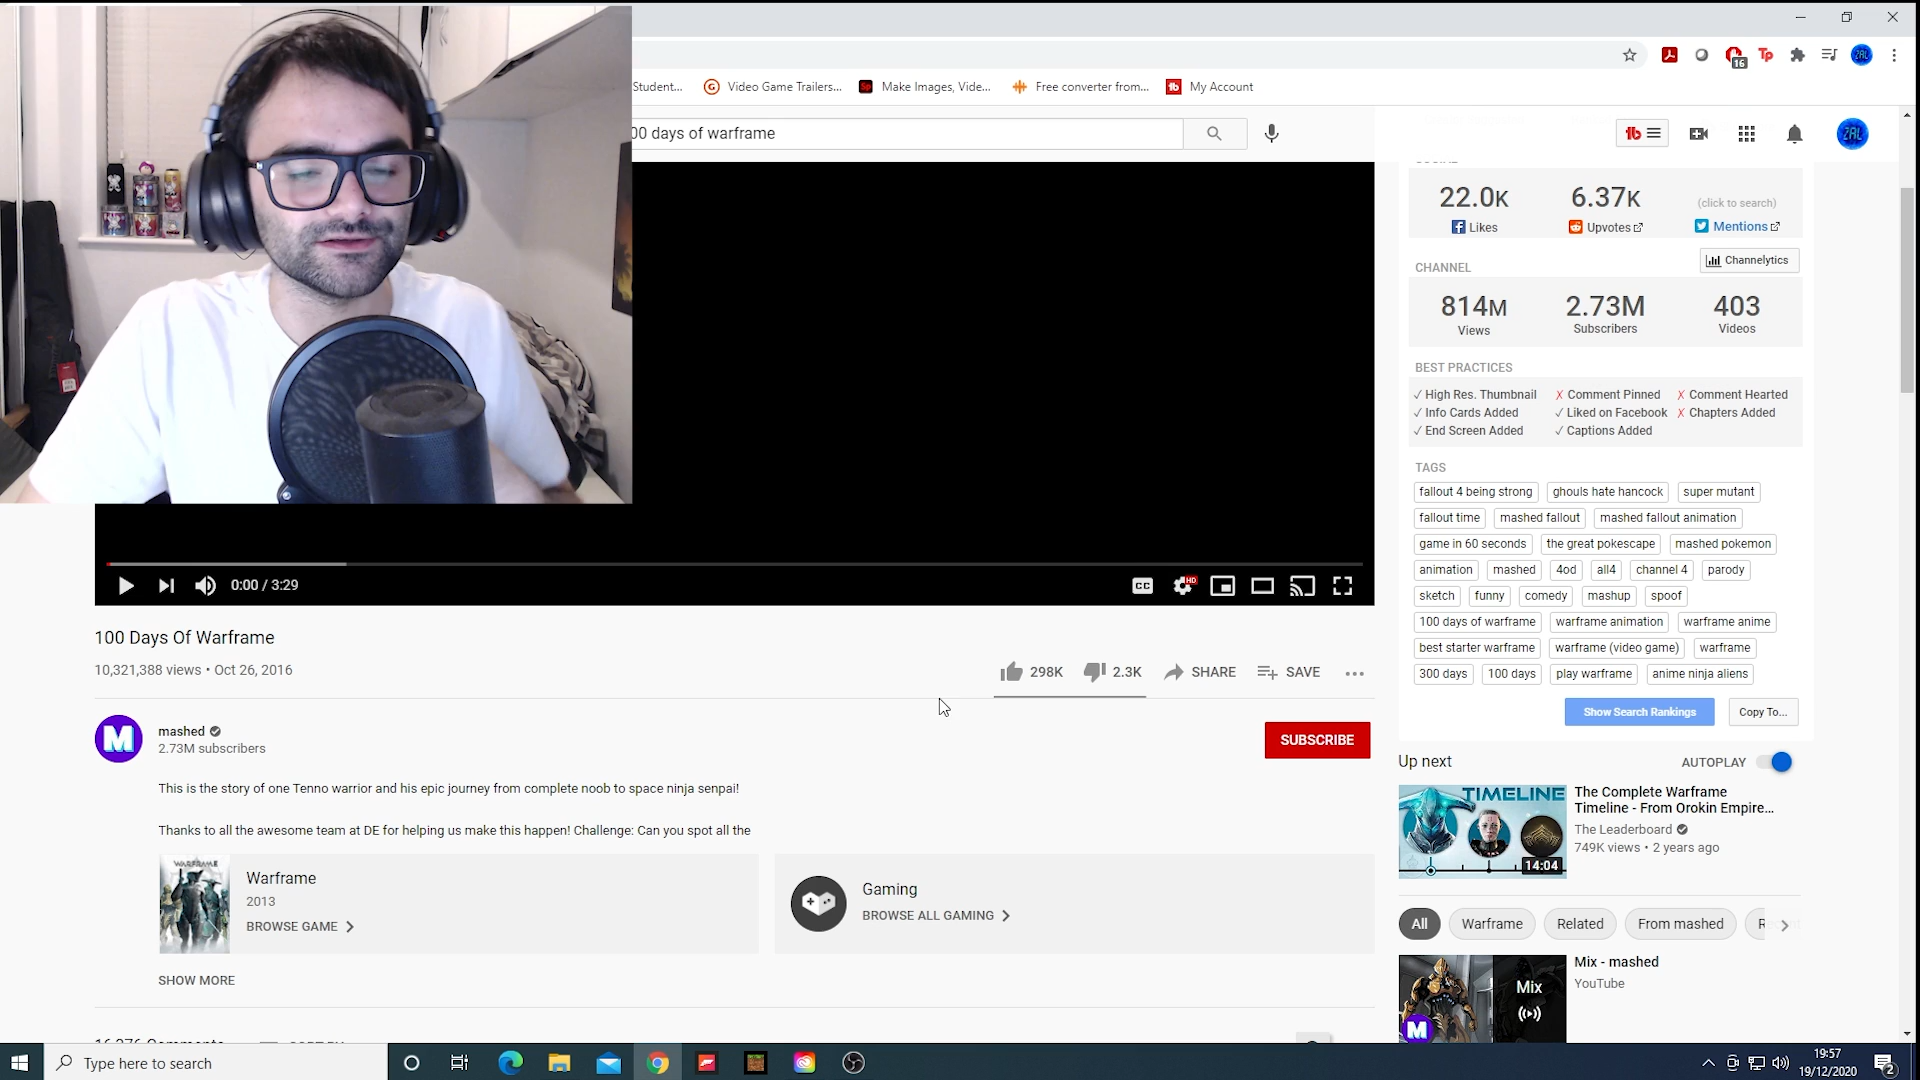 Student...
Video Game Trailers...
Make Images, Vide...
Free converter from...
My Account
16
Tp
00 days of warframe
22.0K
6.37K
(click to search)
Likes
Upvotes
Mentions
CHANNEL
Channelytics
814M
2.73M
403
Views
Subscribers
Videos
BEST PRACTICES
✓ High Res. Thumbnail
✗ Comment Pinned
✗ Comment Hearted
✓ Info Cards Added
✓ Liked on Facebook
✗ Chapters Added
✓ End Screen Added
✓ Captions Added
TAGS
fallout 4 being strong
ghouls hate hancock
super mutant
fallout time
mashed fallout
mashed fallout animation
game in 60 seconds
the great pokescape
mashed pokemon
animation
mashed
4od
all4
channel 4
parody
sketch
funny
comedy
mashup
spoof
100 days of warframe
warframe animation
warframe anime
best starter warframe
warframe (video game)
warframe
300 days
100 days
play warframe
anime ninja aliens
Show Search Rankings
Copy To...
0:00 / 3:29
CC
HD
100 Days Of Warframe
10,321,388 views • Oct 26, 2016
298K
2.3K
SHARE
SAVE
M
mashed
2.73M subscribers
SUBSCRIBE
This is the story of one Tenno warrior and his epic journey from complete noob to space ninja senpai!
Thanks to all the awesome team at DE for helping us make this happen! Challenge: Can you spot all the
WARFRAME
Warframe
2013
BROWSE GAME
Gaming
BROWSE ALL GAMING
SHOW MORE
Up next
AUTOPLAY
TIMELINE
14:04
The Complete Warframe
Timeline - From Orokin Empire...
The Leaderboard
749K views • 2 years ago
All
Warframe
Related
From mashed
Mix
M
Mix - mashed
YouTube
Type here to search
19:57
19/12/2020
2